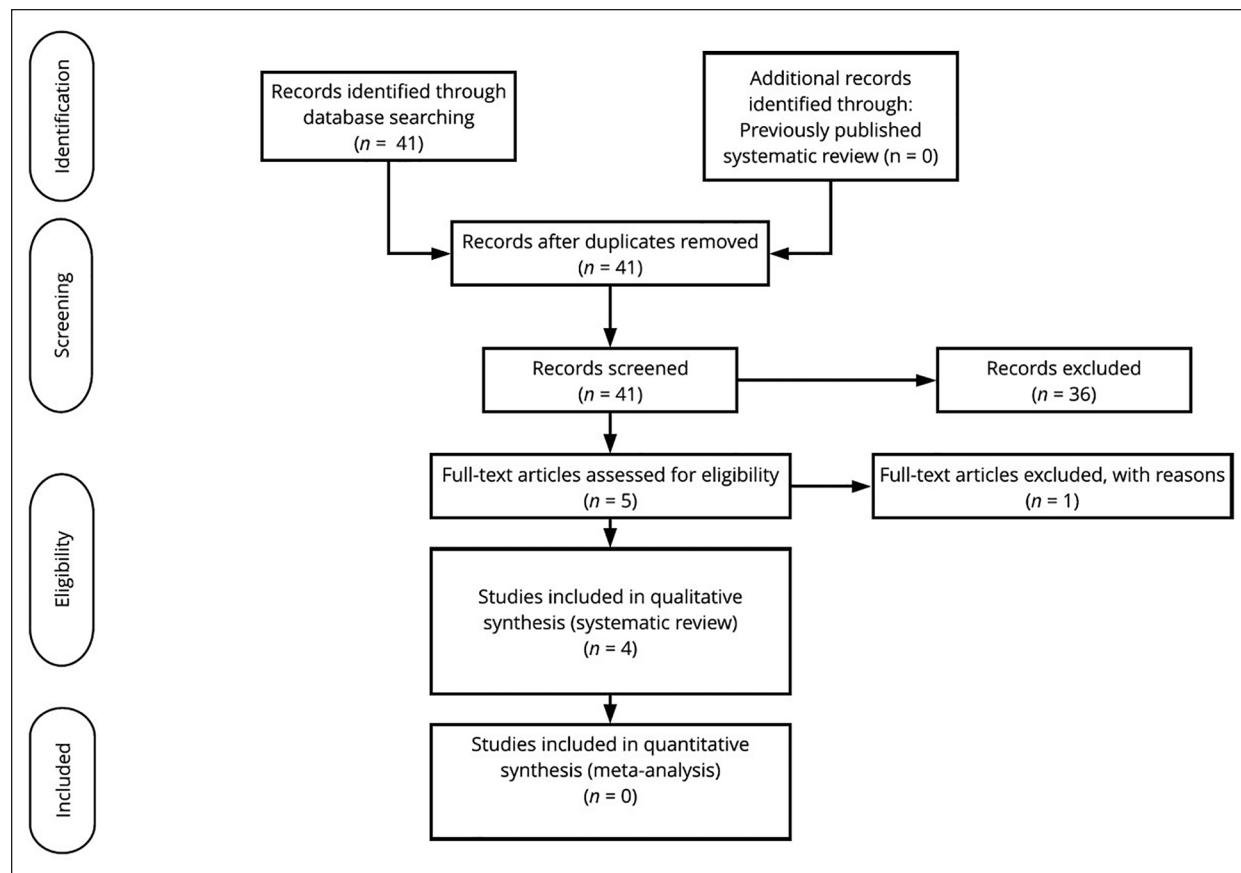 Identification
Records identified through
database searching
(n = 41)
Additional records
identified through:
Previously published
systematic review (n = 0)
Screening
Records after duplicates removed
(n = 41)
Records screened
(n = 41)
Records excluded
(n = 36)
Eligibility
Full-text articles assessed for eligibility
(n = 5)
Full-text articles excluded, with reasons
(n = 1)
Studies included in qualitative
synthesis (systematic review)
(n = 4)
Included
Studies included in quantitative
synthesis (meta-analysis)
(n = 0)